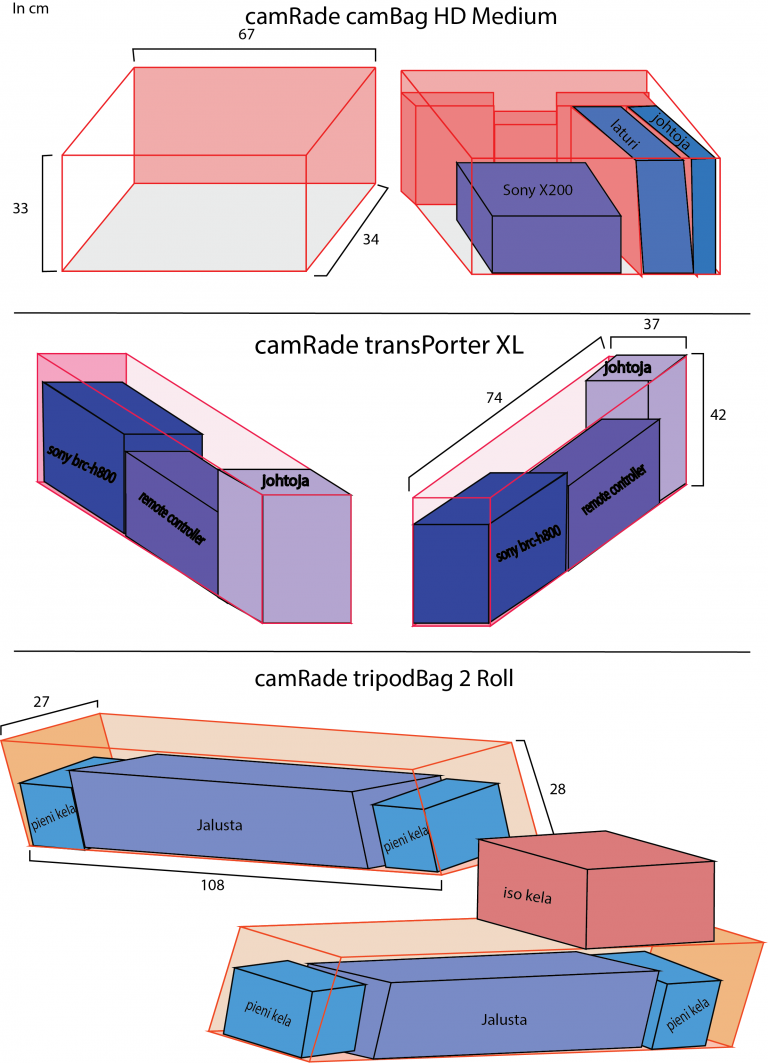 In cm
camRade camBag HD Medium
67
33
34
Sony X200
laturi
johtoja
camRade transPorter XL
37
74
42
sony brc-h800
remote controller
johtoja
johtoja
sony brc-h800
remote controller
camRade tripodBag 2 Roll
27
28
108
pieni kela
Jalusta
pieni kela
iso kela
pieni kela
Jalusta
pieni kela